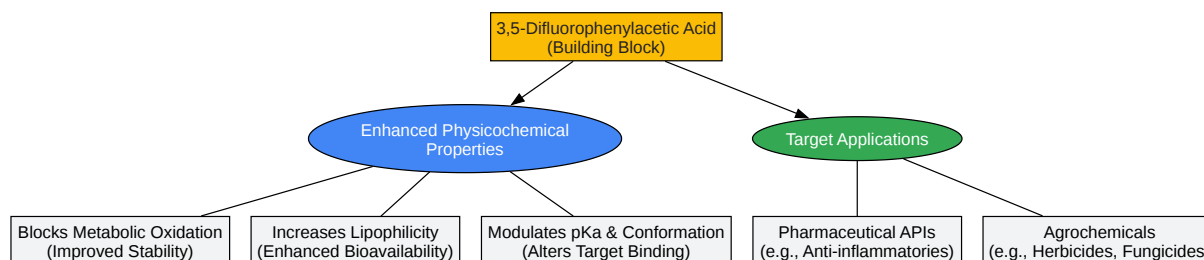 3,5-Difluorophenylacetic Acid
(Building Block)
Enhanced Physicochemical
Properties
Target Applications
Blocks Metabolic Oxidation
(Improved Stability)
Increases Lipophilicity
(Enhanced Bioavailability)
Modulates pKa & Conformation
(Alters Target Binding)
Pharmaceutical APIs
(e.g., Anti-inflammatories)
Agrochemicals
(e.g., Herbicides, Fungicides